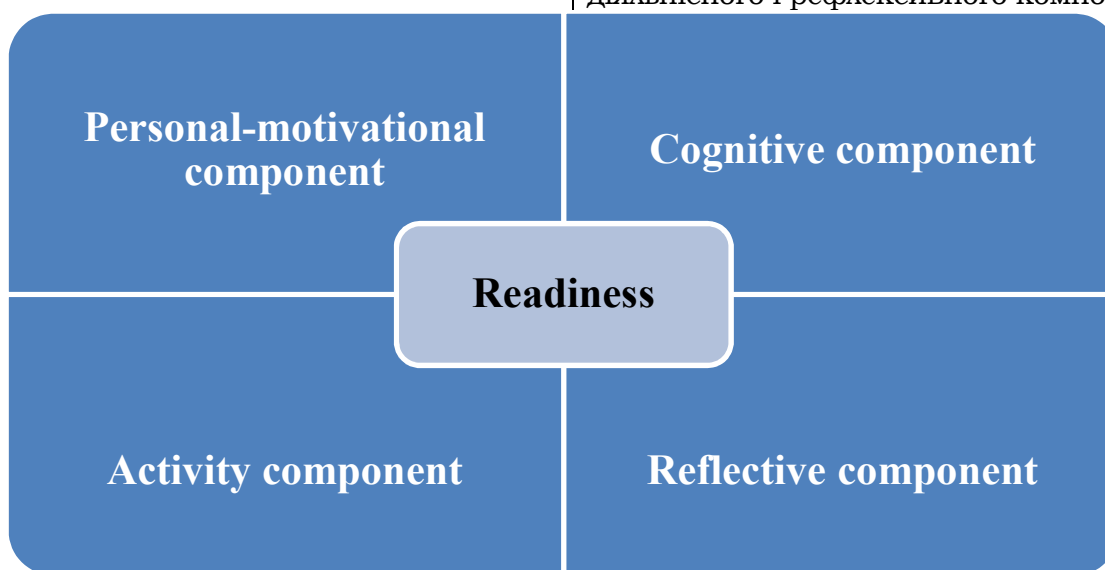 Personal-motivational
component
Cognitive component
Readiness
Activity component
Reflective component